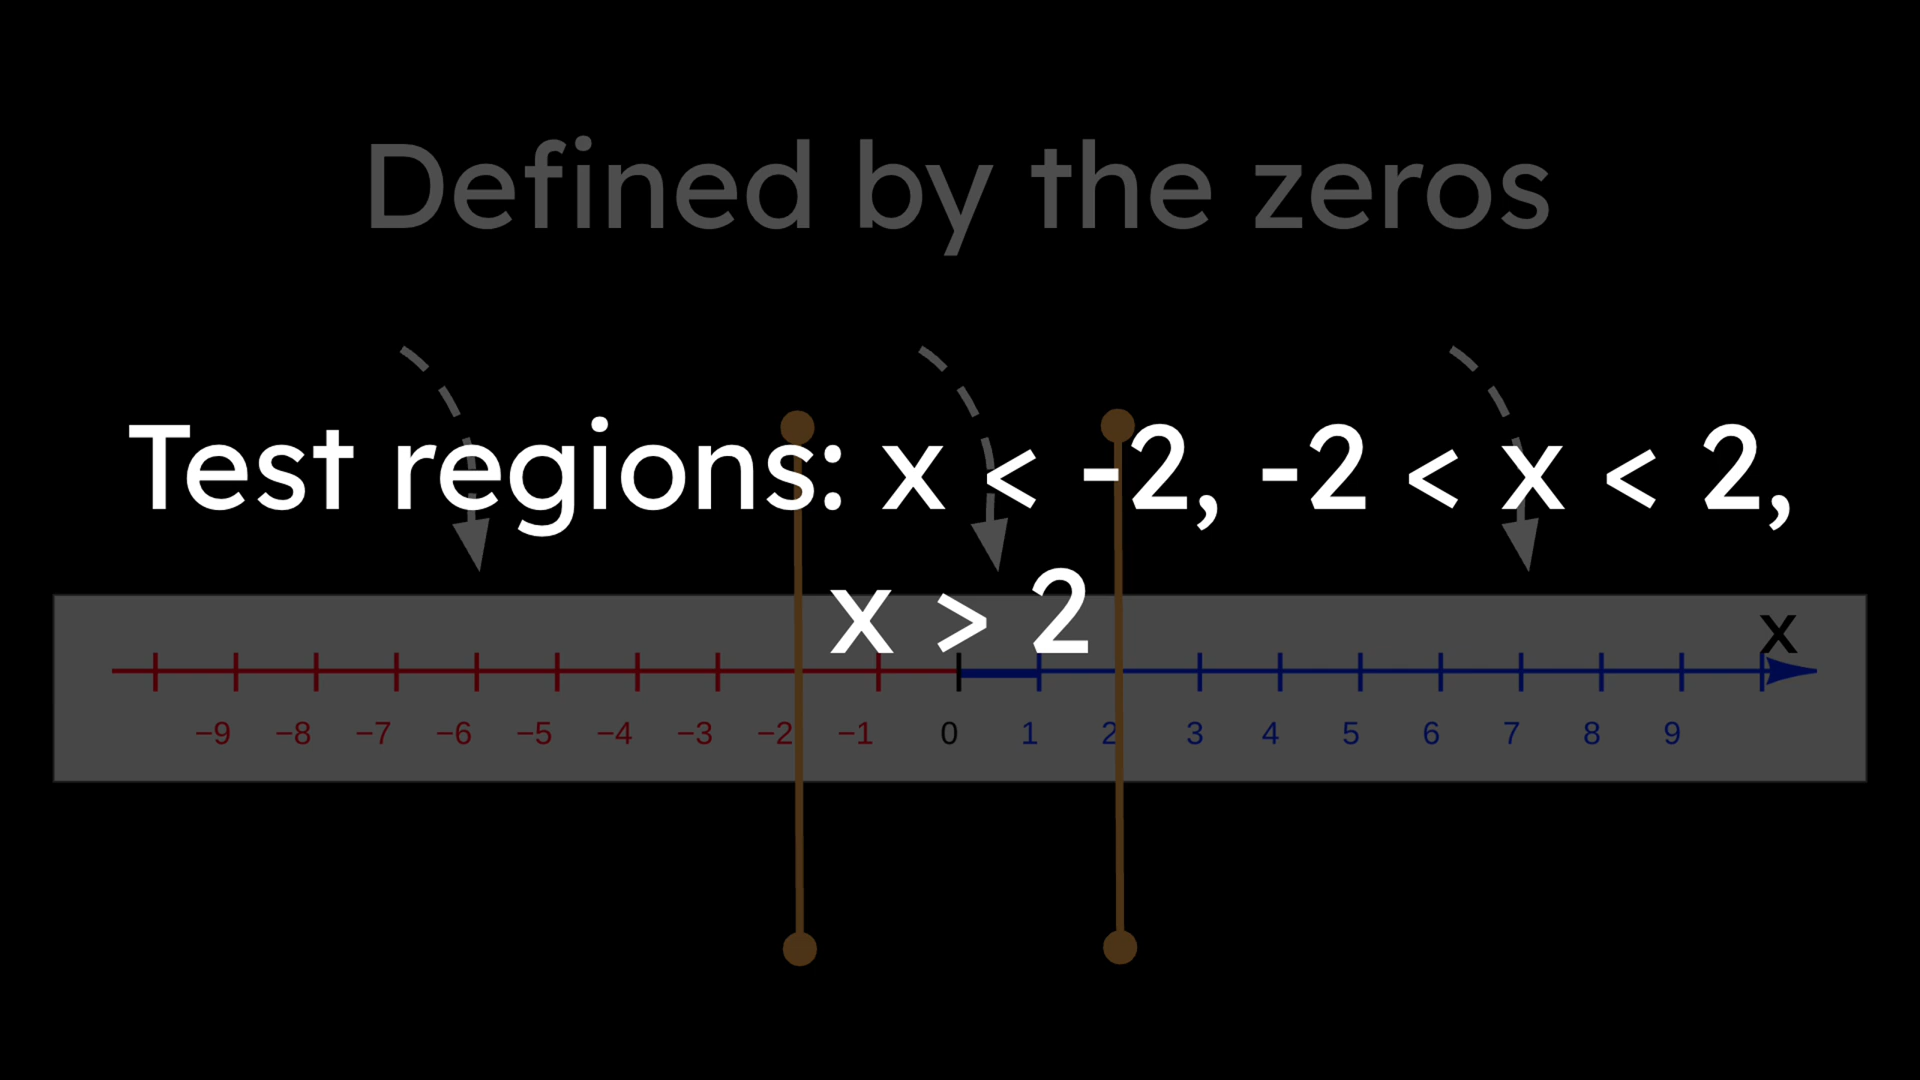 Defined by the zeros
Test regions: x < -2, -2 < x < 2,
x > 2
x
−9 −8 −7 −6 −5 −4 −3 −2 −1 0 1 2 3 4 5 6 7 8 9